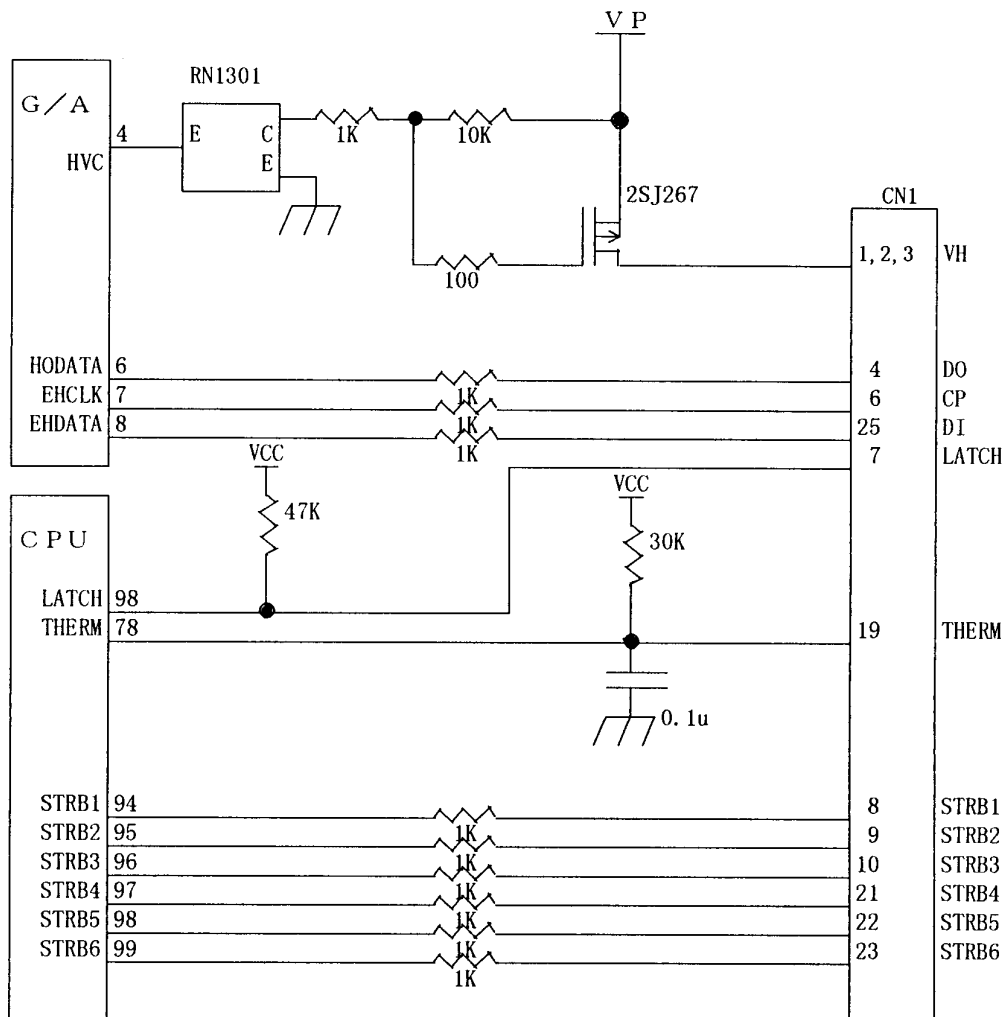 VP
RN1301
G/A
4
E
C
E
HVC
1K
10K
2SJ267
CN1
100
1,2,3
VH
HODATA 6
4
DO
EHCLK 7
1K
6
CP
EHDATA 8
1K
25
DI
VCC
1K
7
LATCH
VCC
47K
CPU
30K
LATCH 98
THERM 78
19
THERM
0.1u
STRB1 94
8
STRB1
STRB2 95
1K
9
STRB2
STRB3 96
1K
10
STRB3
STRB4 97
1K
21
STRB4
STRB5 98
1K
22
STRB5
STRB6 99
1K
23
STRB6
1K